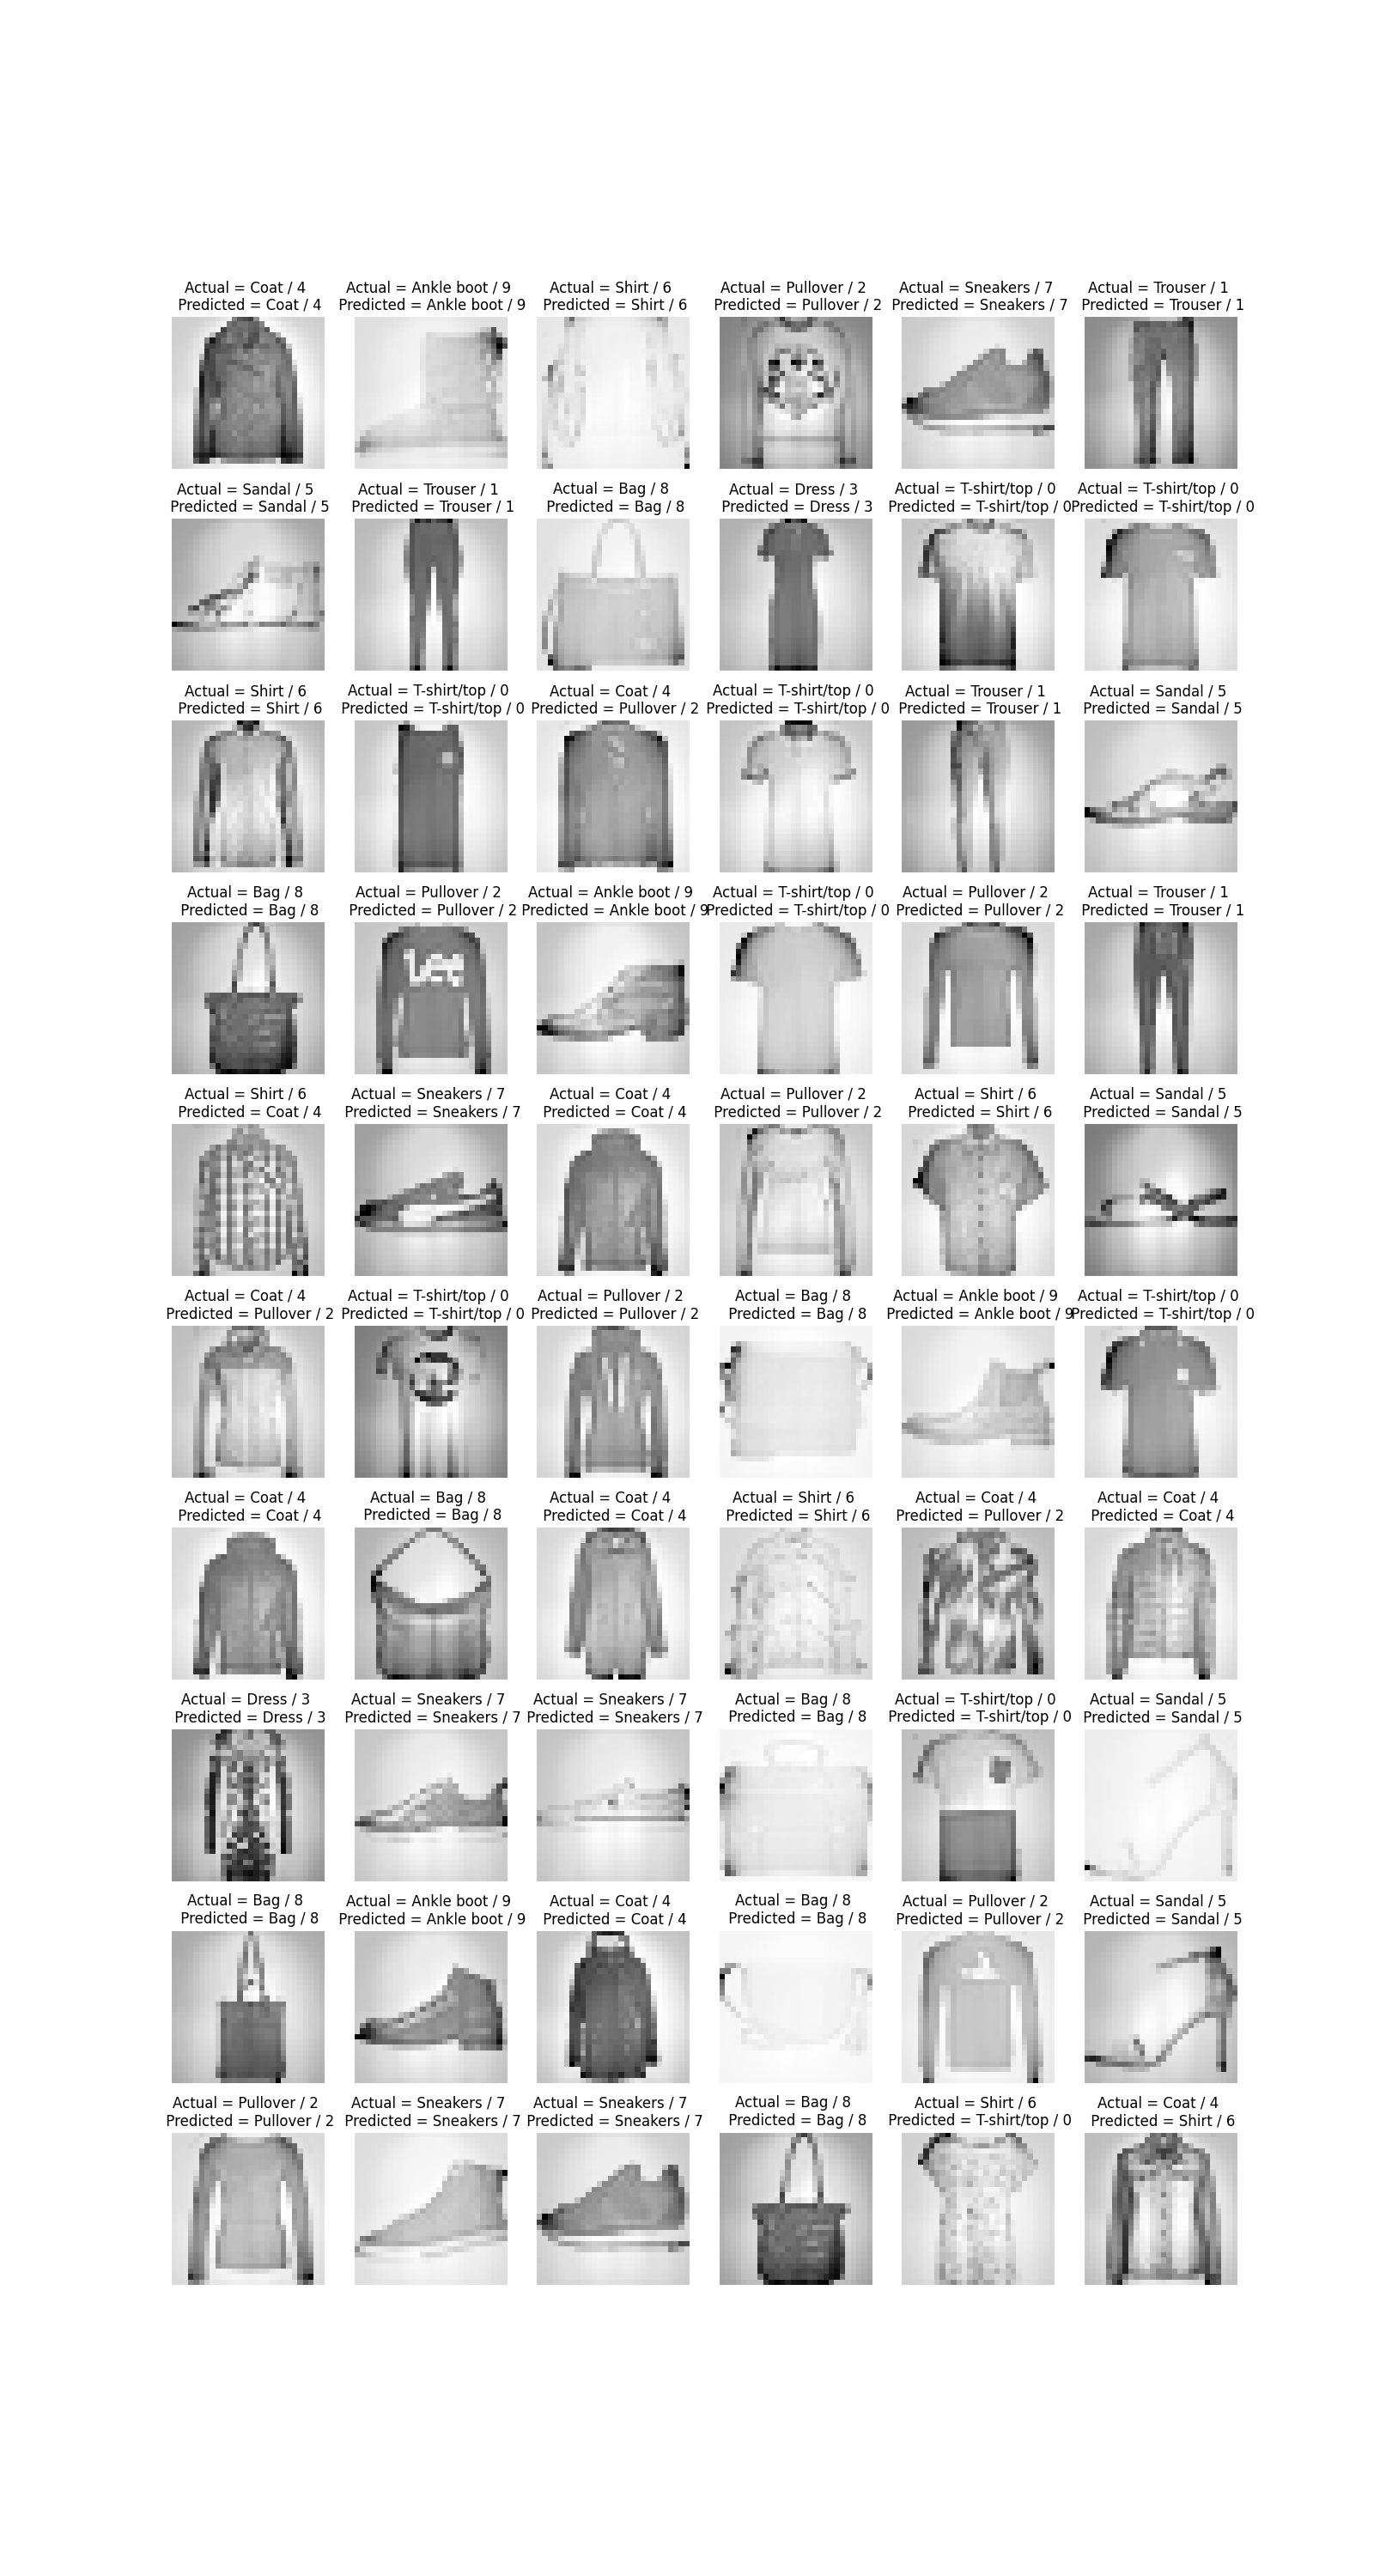 Actual = Coat / 4
Predicted = Coat / 4
Actual = Ankle boot / 9
Predicted = Ankle boot / 9
Actual = Shirt / 6
Predicted = Shirt / 6
Actual = Pullover / 2
Predicted = Pullover / 2
Actual = Sneakers / 7
Predicted = Sneakers / 7
Actual = Trouser / 1
Predicted = Trouser / 1
Actual = Sandal / 5
Predicted = Sandal / 5
Actual = Trouser / 1
Predicted = Trouser / 1
Actual = Bag / 8
Predicted = Bag / 8
Actual = Dress / 3
Predicted = Dress / 3
Actual = T-shirt/top / 0
Predicted = T-shirt/top / 0
Actual = T-shirt/top / 0
Predicted = T-shirt/top / 0
Actual = Shirt / 6
Predicted = Shirt / 6
Actual = T-shirt/top / 0
Predicted = T-shirt/top / 0
Actual = Coat / 4
Predicted = Pullover / 2
Actual = T-shirt/top / 0
Predicted = T-shirt/top / 0
Actual = Trouser / 1
Predicted = Trouser / 1
Actual = Sandal / 5
Predicted = Sandal / 5
Actual = Bag / 8
Predicted = Bag / 8
Actual = Pullover / 2
Predicted = Pullover / 2
Lee
Actual = Ankle boot / 9
Predicted = Ankle boot / 9
Actual = T-shirt/top / 0
Predicted = T-shirt/top / 0
Actual = Pullover / 2
Predicted = Pullover / 2
Actual = Trouser / 1
Predicted = Trouser / 1
Actual = Shirt / 6
Predicted = Coat / 4
Actual = Sneakers / 7
Predicted = Sneakers / 7
Actual = Coat / 4
Predicted = Coat / 4
Actual = Pullover / 2
Predicted = Pullover / 2
Actual = Shirt / 6
Predicted = Shirt / 6
Actual = Sandal / 5
Predicted = Sandal / 5
Actual = Coat / 4
Predicted = Pullover / 2
Actual = T-shirt/top / 0
Predicted = T-shirt/top / 0
Actual = Pullover / 2
Predicted = Pullover / 2
Actual = Bag / 8
Predicted = Bag / 8
Actual = Ankle boot / 9
Predicted = Ankle boot / 9
Actual = T-shirt/top / 0
Predicted = T-shirt/top / 0
Actual = Coat / 4
Predicted = Coat / 4
Actual = Bag / 8
Predicted = Bag / 8
Actual = Coat / 4
Predicted = Coat / 4
Actual = Shirt / 6
Predicted = Shirt / 6
Actual = Coat / 4
Predicted = Pullover / 2
Actual = Coat / 4
Predicted = Coat / 4
Actual = Dress / 3
Predicted = Dress / 3
Actual = Sneakers / 7
Predicted = Sneakers / 7
Actual = Sneakers / 7
Predicted = Sneakers / 7
Actual = Bag / 8
Predicted = Bag / 8
Actual = T-shirt/top / 0
Predicted = T-shirt/top / 0
Actual = Sandal / 5
Predicted = Sandal / 5
Actual = Bag / 8
Predicted = Bag / 8
Actual = Ankle boot / 9
Predicted = Ankle boot / 9
Actual = Coat / 4
Predicted = Coat / 4
Actual = Bag / 8
Predicted = Bag / 8
Actual = Pullover / 2
Predicted = Pullover / 2
Actual = Sandal / 5
Predicted = Sandal / 5
Actual = Pullover / 2
Predicted = Pullover / 2
Actual = Sneakers / 7
Predicted = Sneakers / 7
Actual = Sneakers / 7
Predicted = Sneakers / 7
Actual = Bag / 8
Predicted = Bag / 8
Actual = Shirt / 6
Predicted = T-shirt/top / 0
Actual = Coat / 4
Predicted = Shirt / 6